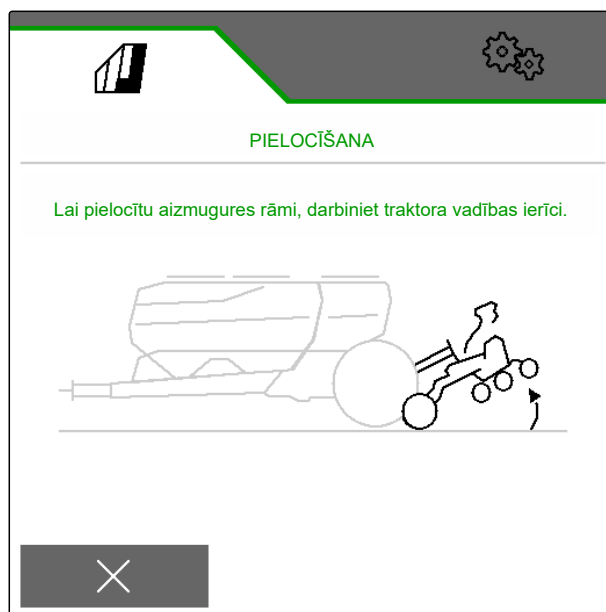 PIELOCĪŠANA
Lai pielocītu aizmugures rāmi, darbiniet traktora vadības ierīci.